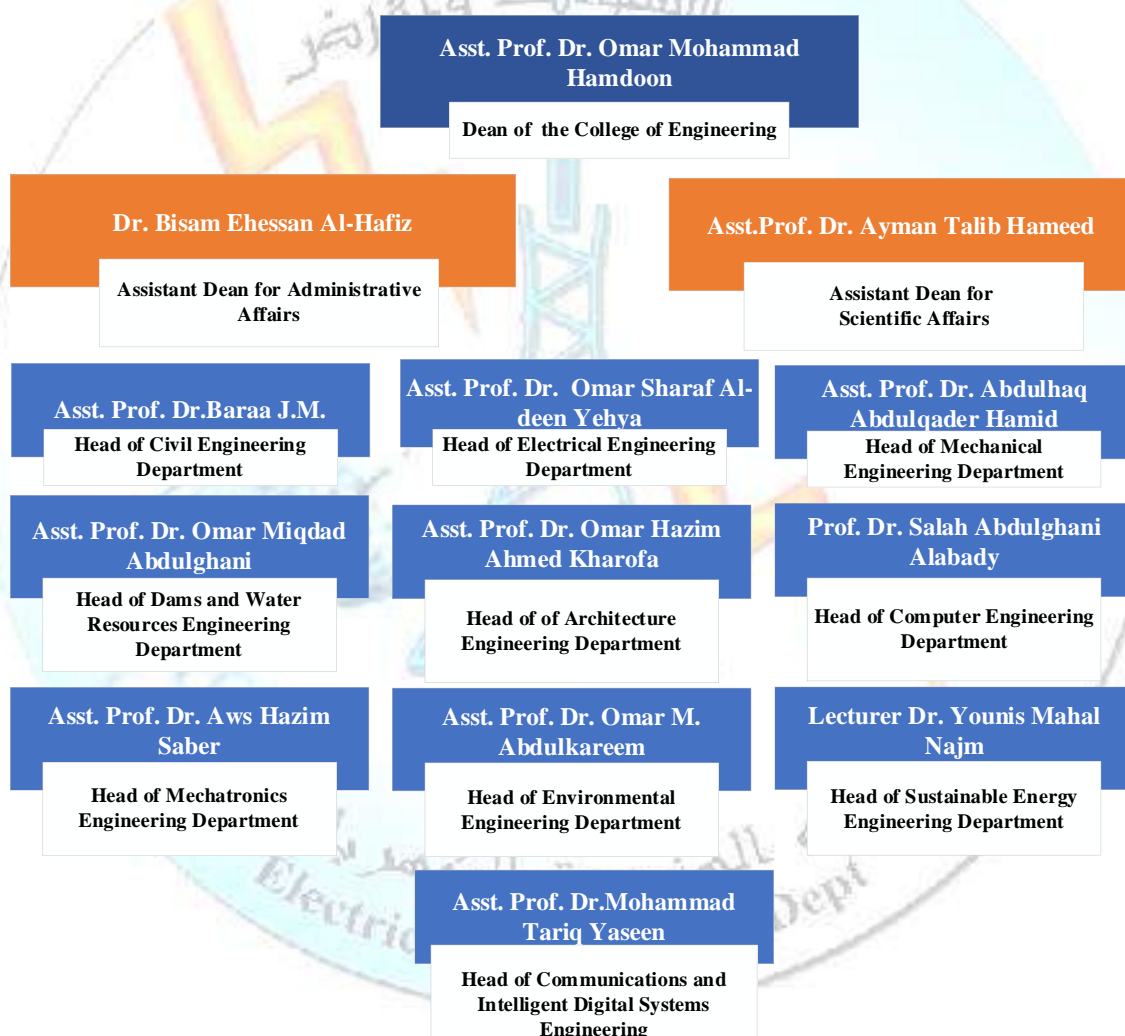 Asst. Prof. Dr. Omar Mohammad
Hamdoon
Dean of the College of Engineering
Dr. Bisam Ehessan Al-Hafiz
Assistant Dean for Administrative
Affairs
Asst.Prof. Dr. Ayman Talib Hameed
Assistant Dean for
Scientific Affairs
Asst. Prof. Dr.Baraa J.M.
Head of Civil Engineering
Department
Asst. Prof. Dr. Omar Sharaf Al-
deen Yehya
Head of Electrical Engineering
Department
Asst. Prof. Dr. Abdulhaq
Abdulqader Hamid
Head of Mechanical
Engineering Department
Asst. Prof. Dr. Omar Miqdad
Abdulghani
Head of Dams and Water
Resources Engineering
Department
Asst. Prof. Dr. Omar Hazim
Ahmed Kharofa
Head of of Architecture
Engineering Department
Prof. Dr. Salah Abdulghani
Alabady
Head of Computer Engineering
Department
Asst. Prof. Dr. Aws Hazim
Saber
Head of Mechatronics
Engineering Department
Asst. Prof. Dr. Omar M.
Abdulkareem
Head of Environmental
Engineering Department
Lecturer Dr. Younis Mahal
Najm
Head of Sustainable Energy
Engineering Department
Asst. Prof. Dr.Mohammad
Tariq Yaseen
Head of Communications and
Intelligent Digital Systems
Engineering
Dept